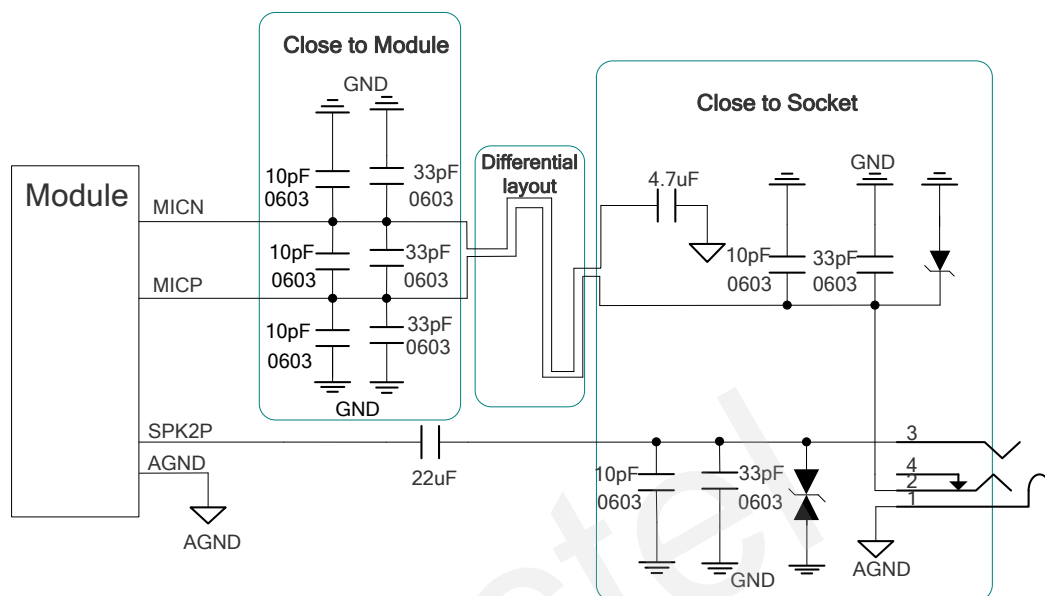 Close to Module
GND
10pF
0603
33pF
0603
Module
MICN
10pF
0603
33pF
0603
MICP
10pF
0603
33pF
0603
GND
Differential
layout
Close to Socket
4.7uF
GND
10pF
0603
33pF
0603
SPK2P
AGND
AGND
22uF
10pF
0603
33pF
0603
GND
3
4
2
1
AGND